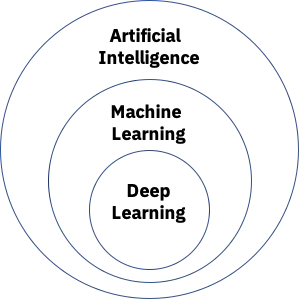 Artificial
Intelligence
Machine
Learning
Deep
Learning